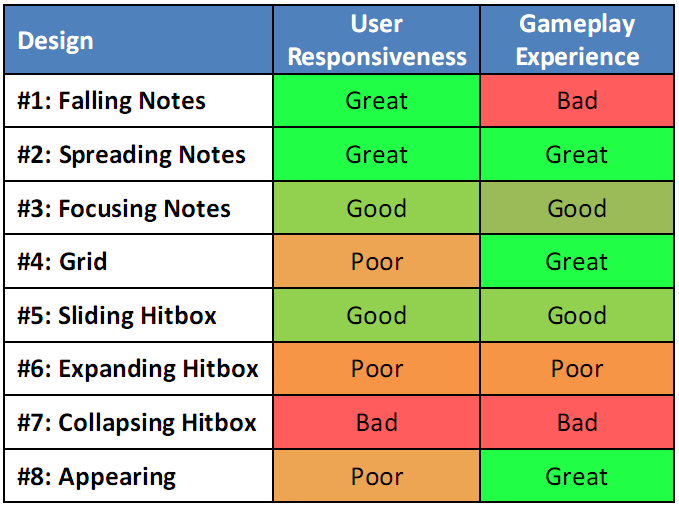 Design User Responsiveness Gameplay Experience
#1: Falling Notes Great Bad
#2: Spreading Notes Great Great
#3: Focusing Notes Good Good
#4: Grid Poor Great
#5: Sliding Hitbox Good Good
#6: Expanding Hitbox Poor Poor
#7: Collapsing Hitbox Bad Bad
#8: Appearing Poor Great